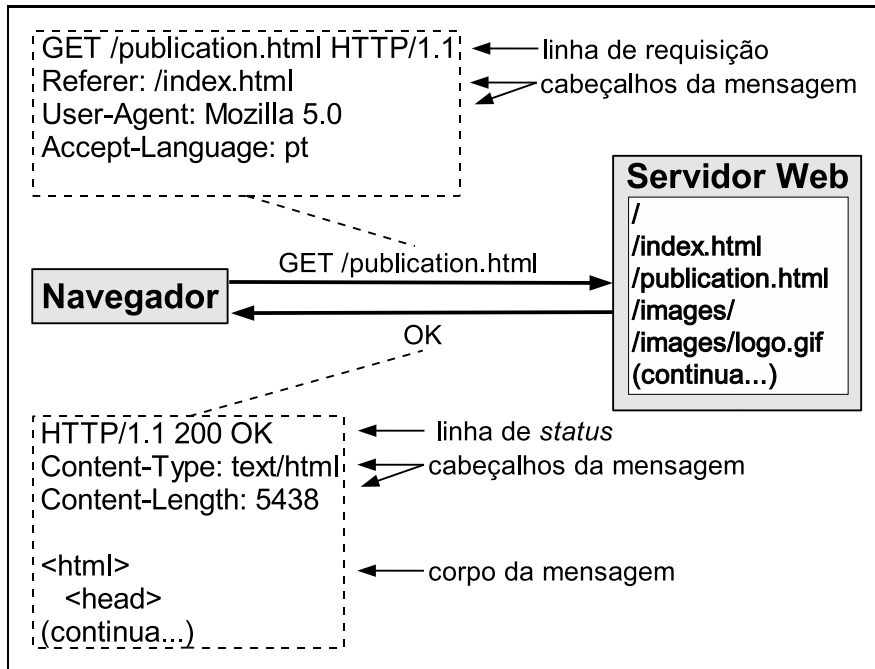 GET /publication.html HTTP/1.1
linha de requisição
Referer: /index.html
cabeçalhos da mensagem
User-Agent: Mozilla 5.0
Accept-Language: pt
Servidor Web
/
/index.html
/publication.html
/images/
/images/logo.gif
(continua...)
GET /publication.html
Navegador
OK
HTTP/1.1 200 OK
linha de status
Content-Type: text/html
cabeçalhos da mensagem
Content-Length: 5438
<html>
corpo da mensagem
<head>
(continua...)